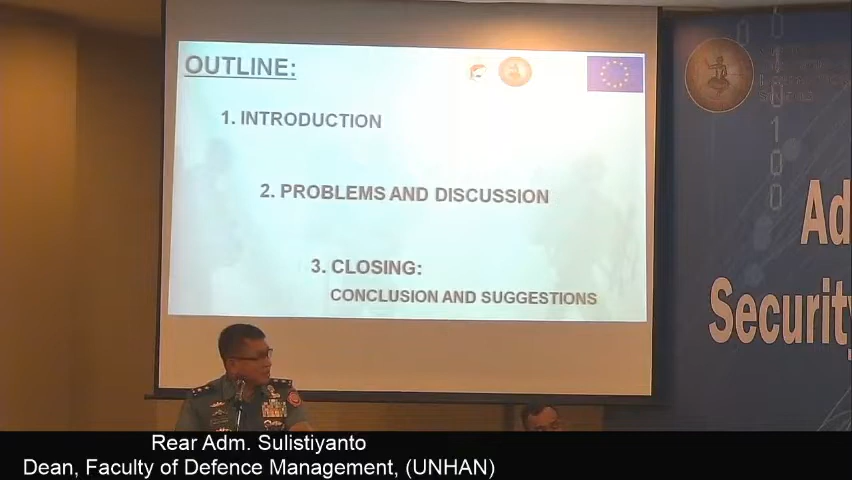 OUTLINE:
1. INTRODUCTION
2. PROBLEMS AND DISCUSSION
3. CLOSING:
CONCLUSION AND SUGGESTIONS
Ad
Security
Rear Adm. Sulistiyanto
Dean, Faculty of Defence Management, (UNHAN)